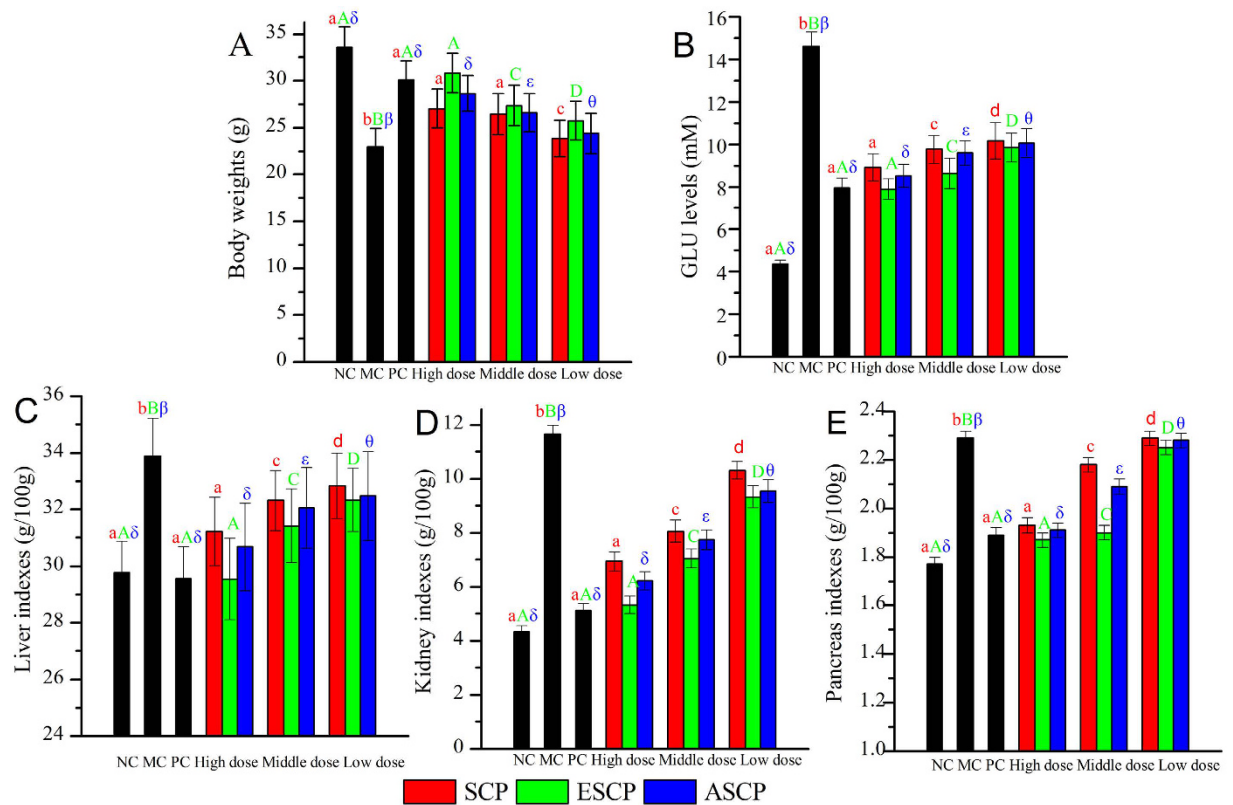 A
Body weights (g)
35
30
25
20
15
10
5
0
aAδ
bBβ
aAδ
a
A
δ
a
C
ε
c
D
θ
NC MC PC High dose Middle dose Low dose
B
GLU levels (mM)
16
14
12
10
8
6
4
2
0
aAδ
bBβ
aAδ
a
A
δ
c
C
ε
d
D
θ
NC MC PC High dose Middle dose Low dose
C
Liver indexes (g/100g)
36
34
32
30
28
26
24
aAδ
bBβ
aAδ
a
A
δ
c
C
ε
d
D
θ
NC MC PC High dose Middle dose Low dose
D
Kidney indexes (g/100g)
12
10
8
6
4
2
0
aAδ
bBβ
aAδ
a
A
δ
c
C
ε
d
D
θ
NC MC PC High dose Middle dose Low dose
E
Pancreas indexes (g/100g)
2.4
2.2
2.0
1.8
1.6
1.4
1.2
1.0
aAδ
bBβ
aAδ
a
A
δ
c
C
ε
d
D
θ
NC MC PC High dose Middle dose Low dose
SCP ESCP ASCP